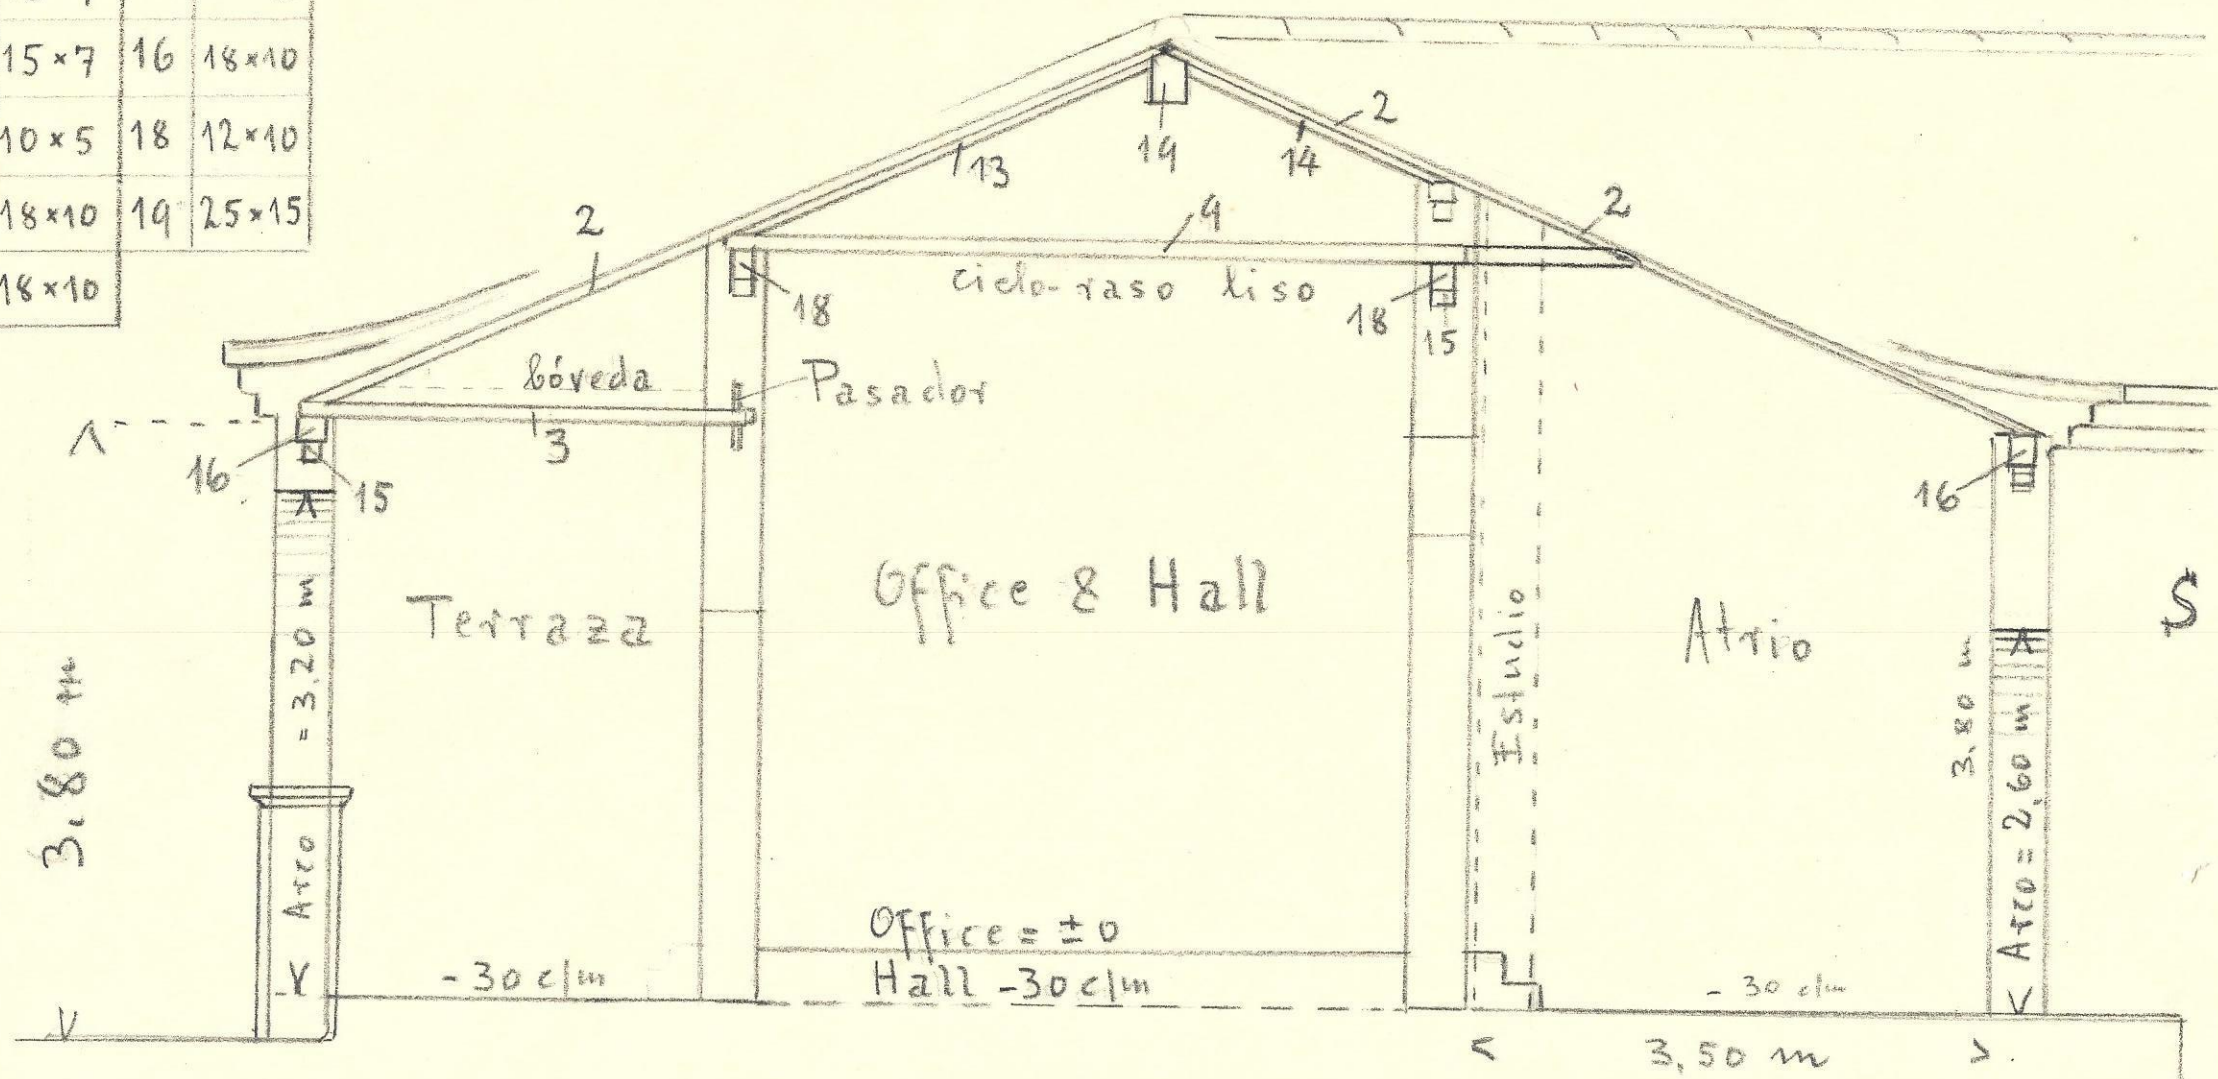 15×7 16 18×10
10×5 18 12×10
18×10 19 25×15
18×10
2
19
14
13
2
4
2
18
cielo-raso liso
18
15
bóveda
Pasador
3
16
15
16
Terraza
Office & Hall
Estudio
Atrio
S
3.80 m
Arco = 3.20 m
3.80 m
Arco = 2,60 m
Office = ±0
-30 c/m
Hall -30 c/m
- 30 c/m
3,50 m